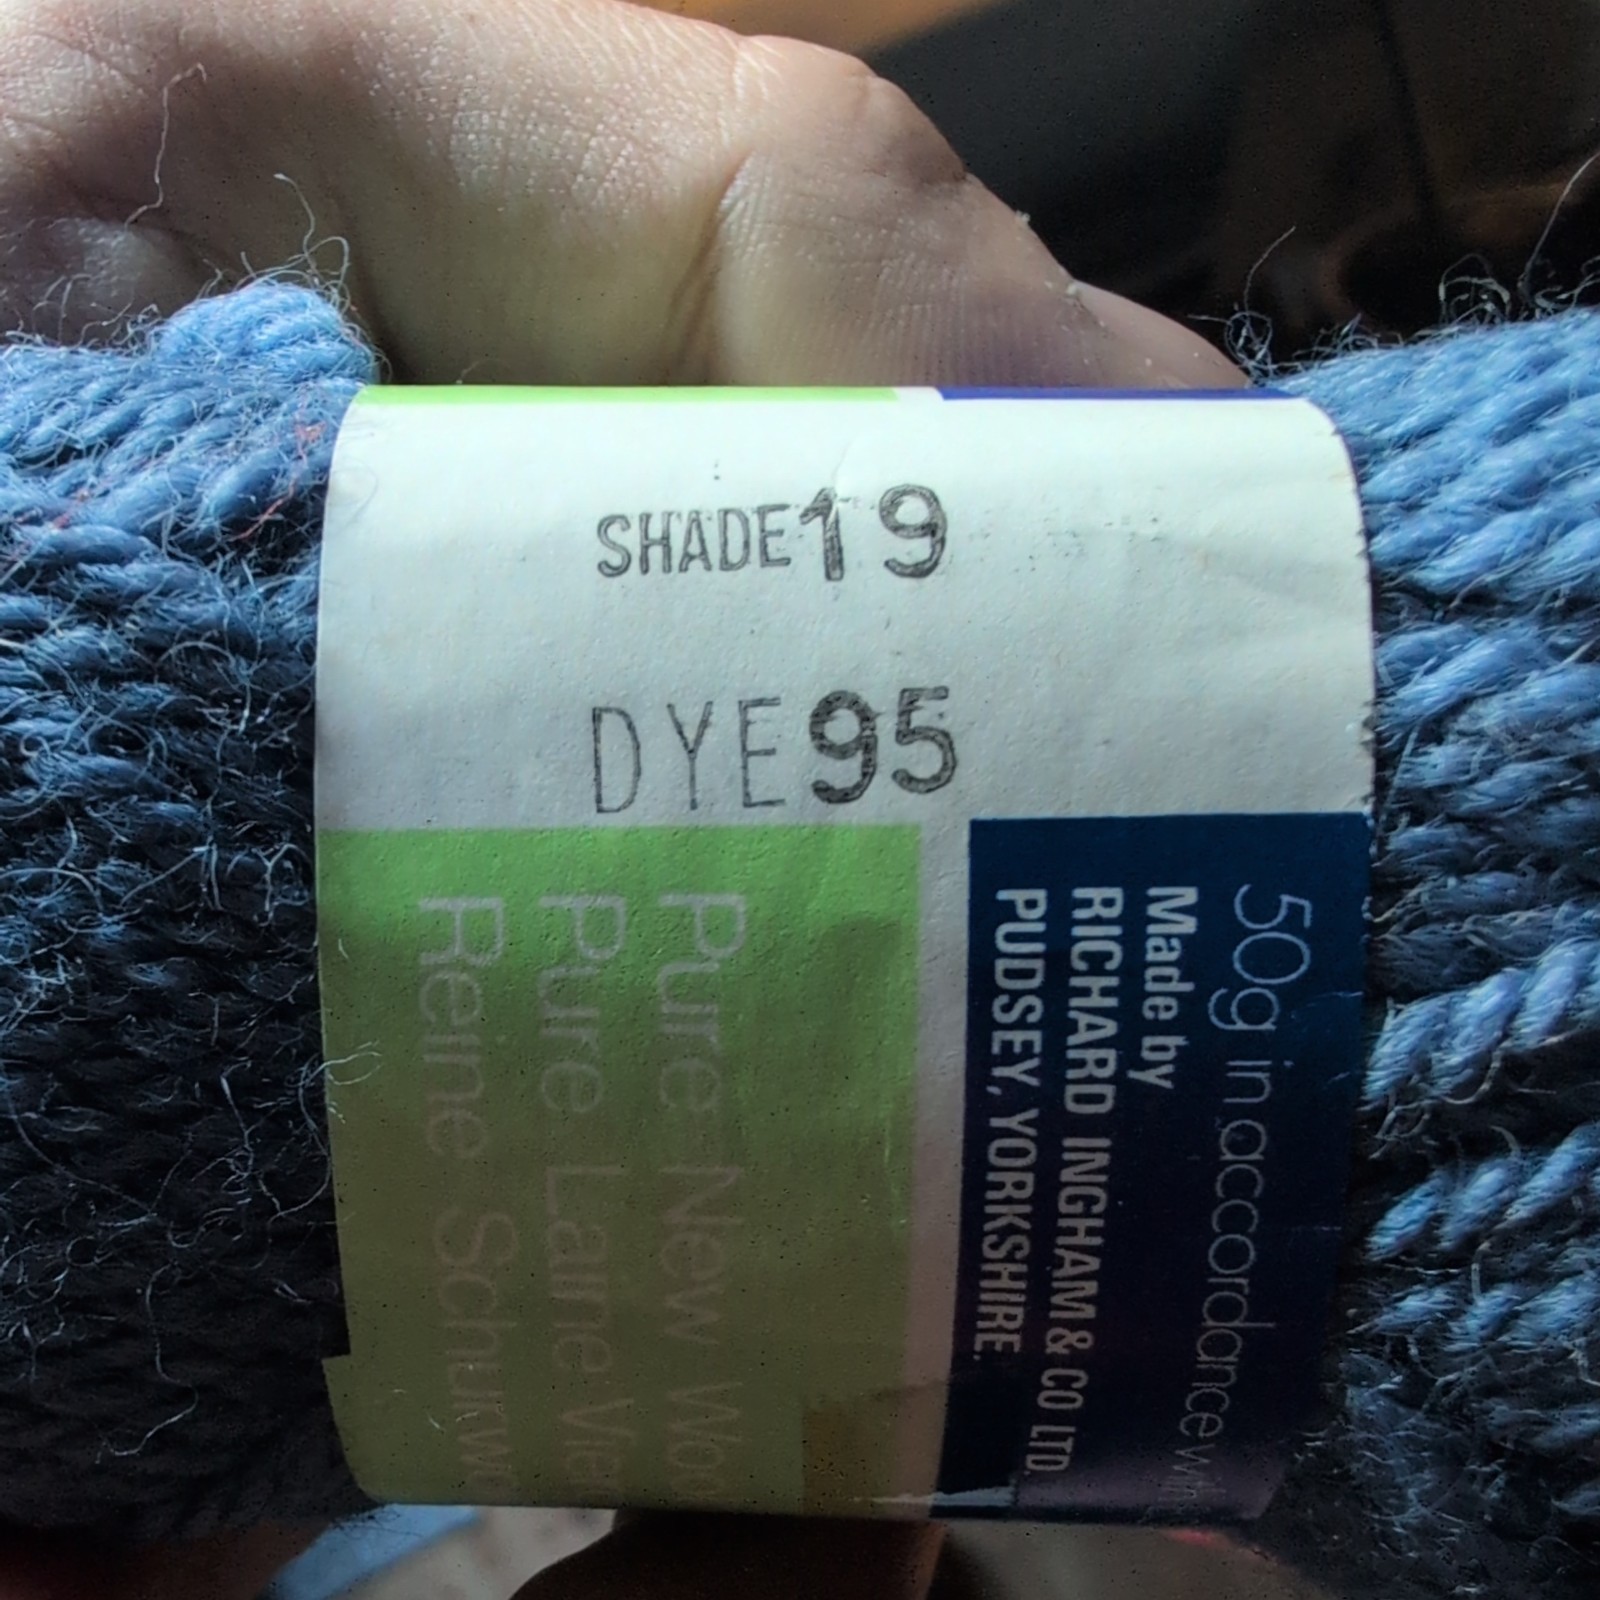 SHADE 19
DYE 95
50g in accordance
Made by
RICHARD INGHAM & CO LTD.
PUDSEY, YORKSHIRE.
Pure New
Pure Laine
Reine